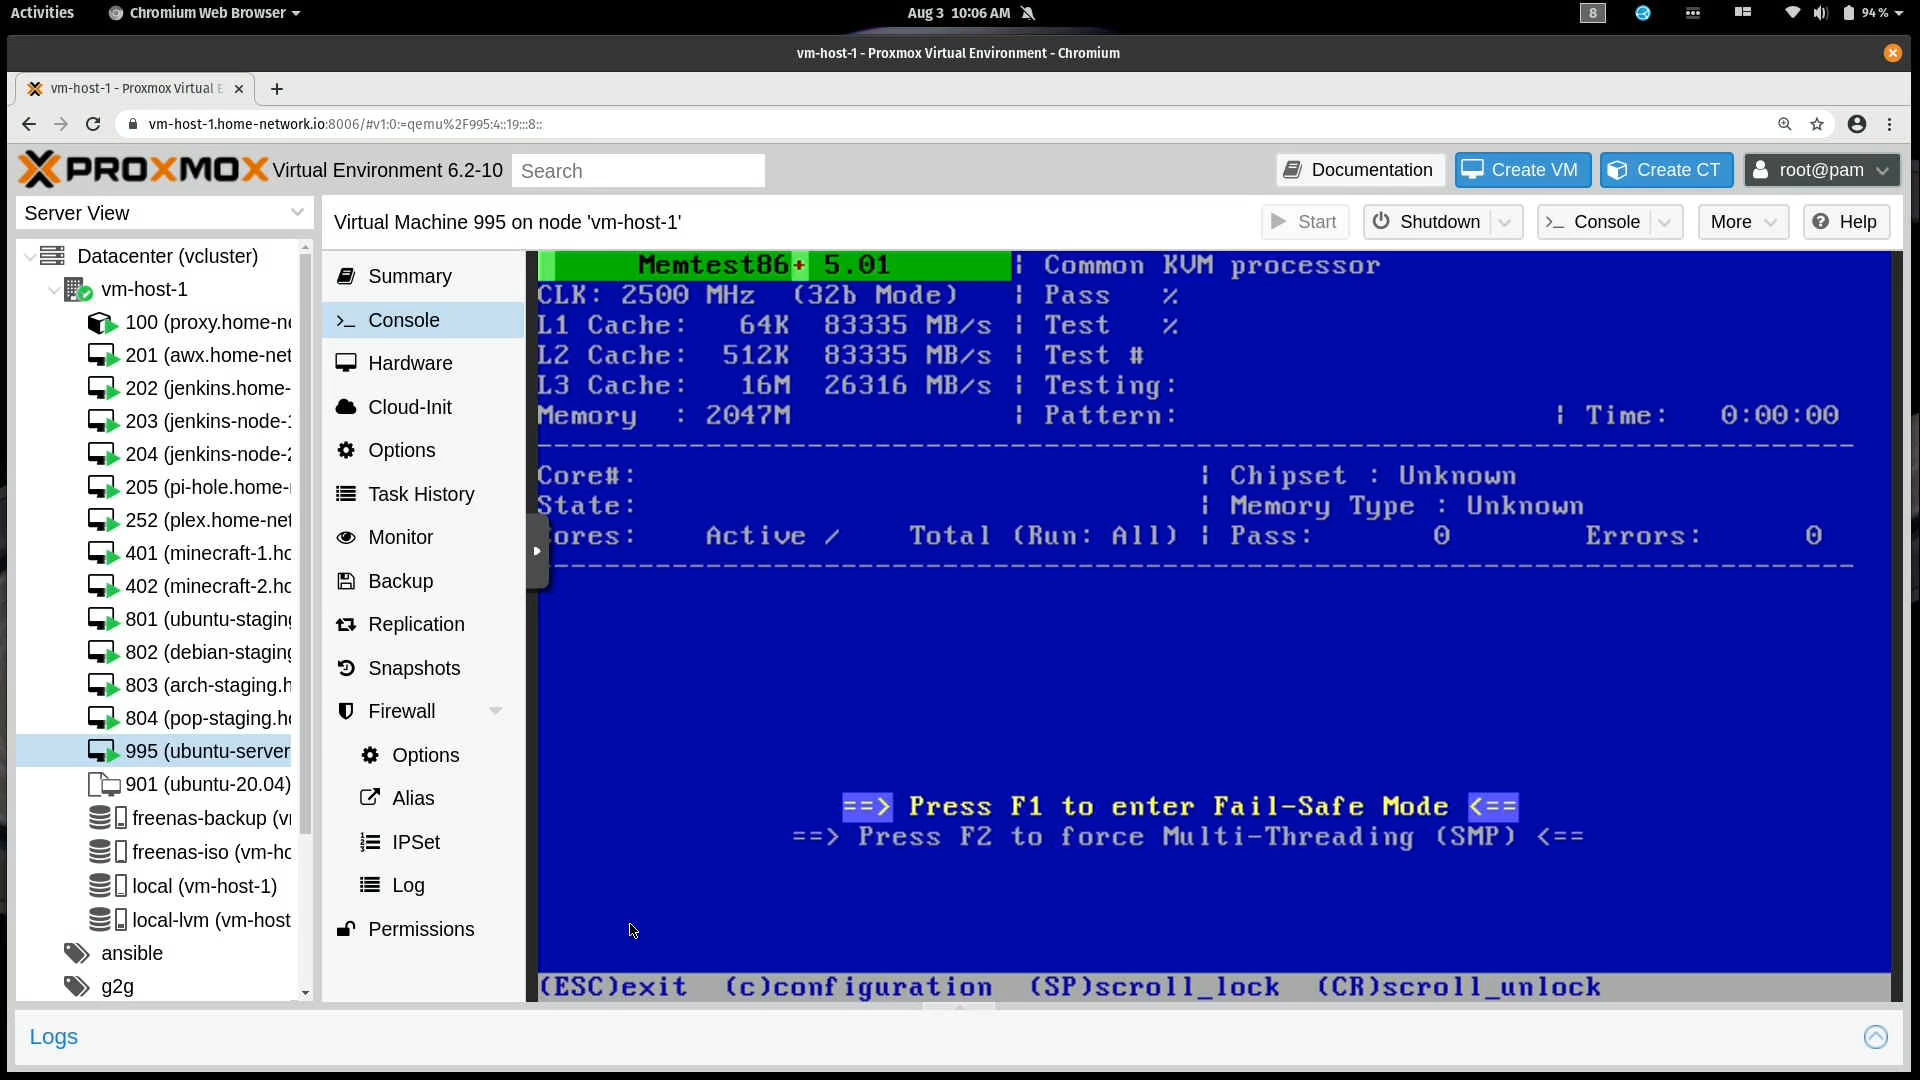 Activities
Chromium Web Browser
Aug 3 10:06 AM
8
94 %
vm-host-1 - Proxmox Virtual Environment - Chromium
vm-host-1 - Proxmox Virtual E
vm-host-1.home-network.io:8006/#v1:0:=qemu%2F995:4::19:::8::
PROXMOX Virtual Environment 6.2-10
Search
Documentation
Create VM
Create CT
root@pam
Server View
Virtual Machine 995 on node 'vm-host-1'
Start
Shutdown
Console
More
Help
Datacenter (vcluster)
vm-host-1
100 (proxy.home-ne
201 (awx.home-net
202 (jenkins.home-
203 (jenkins-node-1
204 (jenkins-node-2
205 (pi-hole.home-
252 (plex.home-net
401 (minecraft-1.ho
402 (minecraft-2.ho
801 (ubuntu-staging
802 (debian-staging
803 (arch-staging.h
804 (pop-staging.ho
995 (ubuntu-server
901 (ubuntu-20.04)
freenas-backup (v
freenas-iso (vm-ho
local (vm-host-1)
local-lvm (vm-host
ansible
g2g
Summary
Console
Hardware
Cloud-Init
Options
Task History
Monitor
Backup
Replication
Snapshots
Firewall
Options
Alias
IPSet
Log
Permissions
Memtest86+ 5.01 | Common KVM processor
CLK: 2500 MHz (32b Mode) | Pass %
L1 Cache: 64K 83335 MB/s | Test %
L2 Cache: 512K 83335 MB/s | Test #
L3 Cache: 16M 26316 MB/s | Testing:
Memory : 2047M | Pattern: | Time: 0:00:00
Core#: | Chipset : Unknown
State: | Memory Type : Unknown
ores: Active / Total (Run: All) | Pass: 0 Errors: 0
==> Press F1 to enter Fail-Safe Mode <==
==> Press F2 to force Multi-Threading (SMP) <==
(ESC)exit (c)configuration (SP)scroll_lock (CR)scroll_unlock
Logs